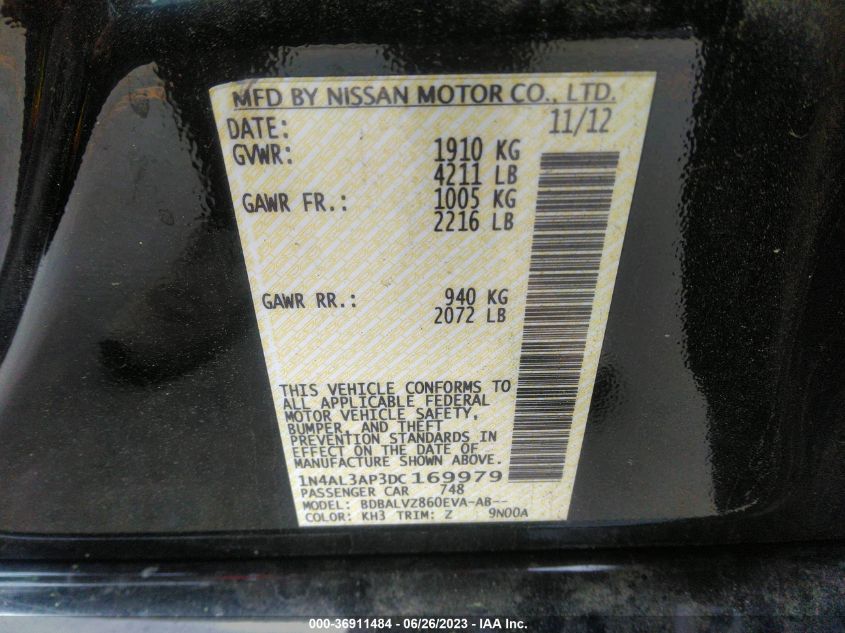 MFD BY NISSAN MOTOR CO., LTD.
DATE: 11/12
GVWR: 1910 KG
4211 LB
GAWR FR.: 1005 KG
2216 LB
GAWR RR.: 940 KG
2072 LB
THIS VEHICLE CONFORMS TO
ALL APPLICABLE FEDERAL
MOTOR VEHICLE SAFETY,
BUMPER, AND THEFT
PREVENTION STANDARDS IN
EFFECT ON THE DATE OF
MANUFACTURE SHOWN ABOVE.
1N4AL3AP3DC169979
PASSENGER CAR 748
MODEL: BDBALVZ860EVA-AB--
COLOR: KH3 TRIM: Z 9N00A
000-36911484 - 06/26/2023 - IAA Inc.